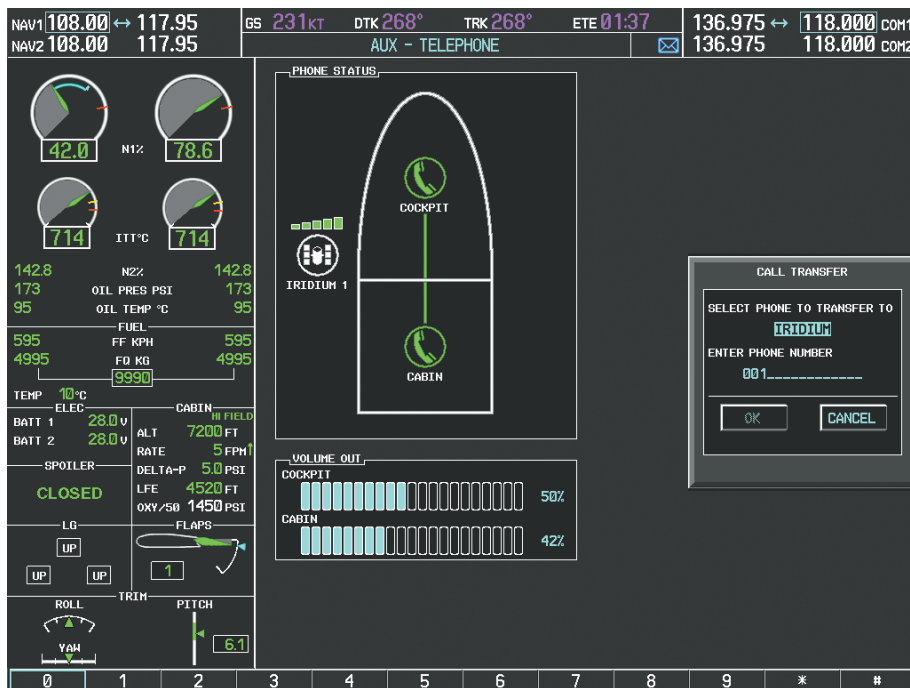 NAV1 108.00 ↔ 117.95
NAV2 108.00 117.95
GS 231KT DTK 268° TRK 268° ETE 01:37
AUX - TELEPHONE
136.975 ↔ 118.000 COM1
136.975 118.000 COM2
42.0 N1% 78.6
714 ITT°C 714
142.8 N2% 142.8
173 OIL PRES PSI 173
95 OIL TEMP °C 95
FUEL
595 FF KPH 595
4995 FQ KG 4995
9990
TEMP 10°C
ELEC
BATT 1 28.0 V
BATT 2 28.0 V
SPOILER
CLOSED
CABIN
HI FIELD
ALT 7200 FT
RATE 5 FPM↑
DELTA-P 5.0 PSI
LFE 4520 FT
OXY/50 1450 PSI
LG
UP
UP UP
FLAPS
1
TRIM
ROLL
YAW
PITCH
6.1
PHONE STATUS
COCKPIT
IRIDIUM 1
CABIN
VOLUME OUT
COCKPIT
50%
CABIN
42%
CALL TRANSFER
SELECT PHONE TO TRANSFER TO
IRIDIUM
ENTER PHONE NUMBER
001____________
OK CANCEL
0 1 2 3 4 5 6 7 8 9 * #